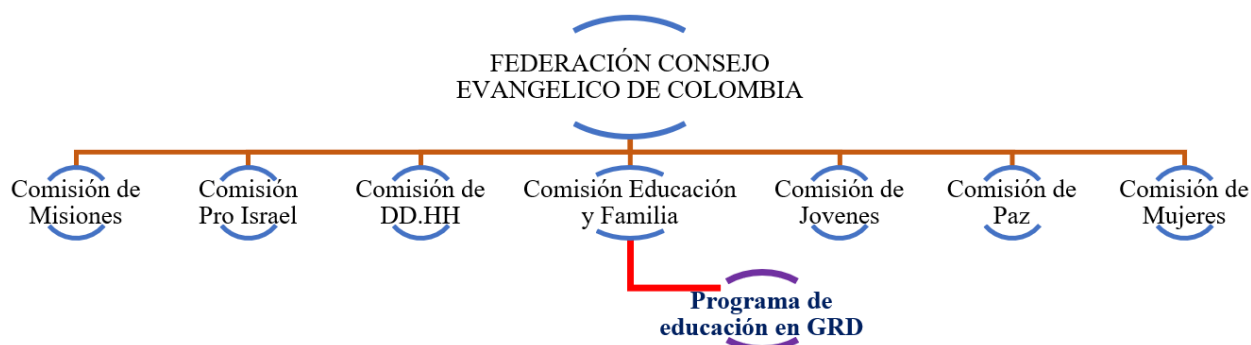 FEDERACIÓN CONSEJO
EVANGELICO DE COLOMBIA
Comisión de
Misiones
Comisión
Pro Israel
Comisión de
DD.HH
Comisión Educación
y Familia
Comisión de
Jovenes
Comisión de
Paz
Comisión de
Mujeres
Programa de
educación en GRD